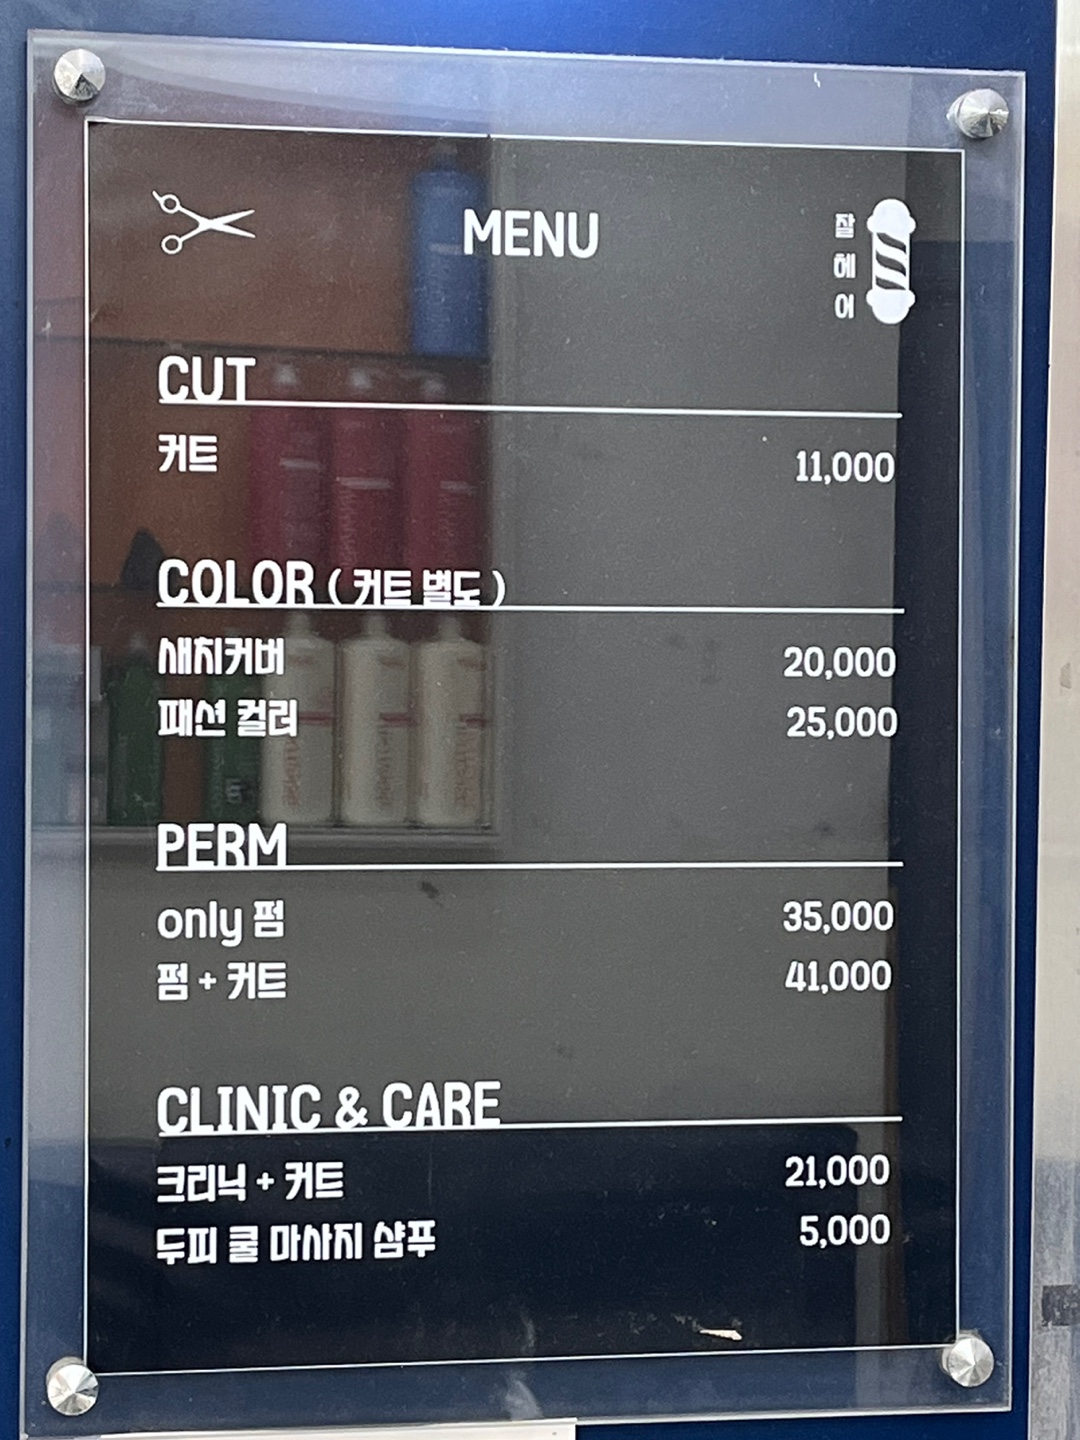 MENU
잘
헤
어
CUT
커트 11,000
COLOR ( 커트 별도 )
새치커버 20,000
패션 컬러 25,000
PERM
only 펌 35,000
펌 + 커트 41,000
CLINIC & CARE
크리닉 + 커트 21,000
두피 쿨 마사지 샴푸 5,000